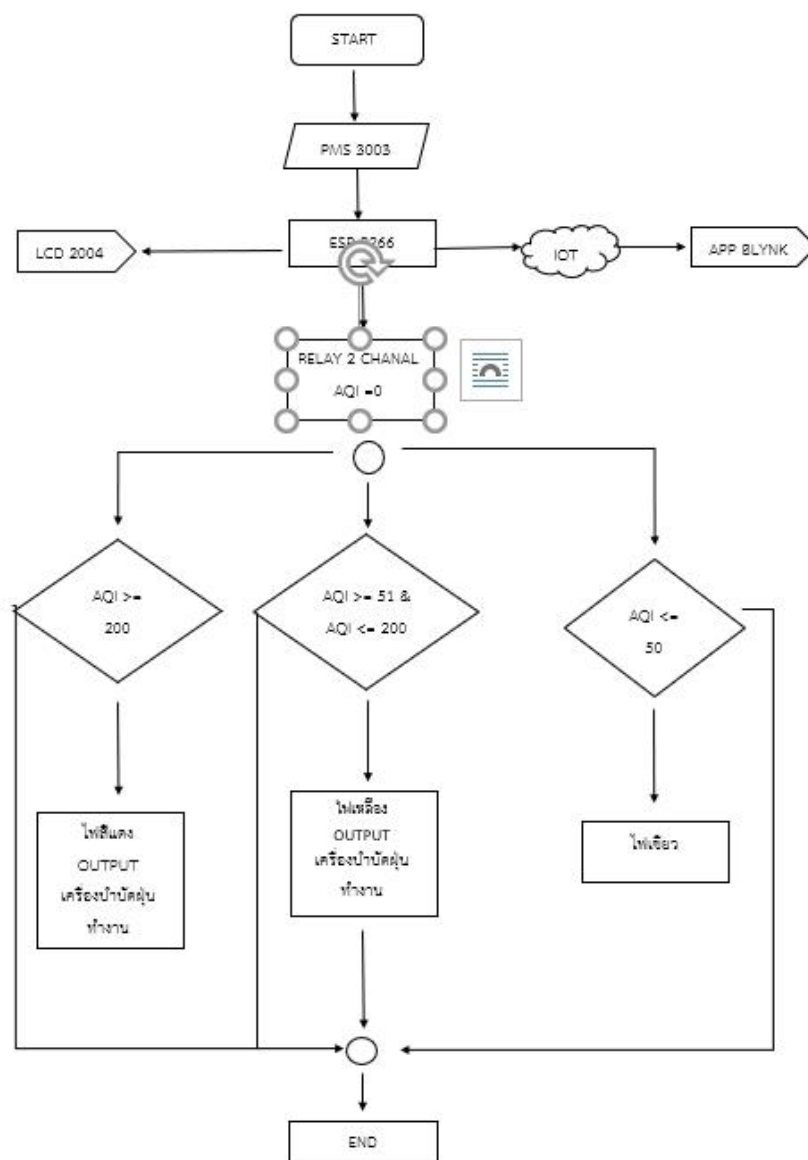 START
PMS 3003
LCD 2004
IOT
APP BLYNK
RELAY 2 CHANAL
AQI =0
AQI >=
200
AQI >= 51 &
AQI <= 200
AQI <=
50
ไฟสีแดง
OUTPUT
เครื่องบำบัดฝุ่น
ทำงาน
ไฟเหลือง
OUTPUT
เครื่องบำบัดฝุ่น
ทำงาน
ไฟเขียว
END